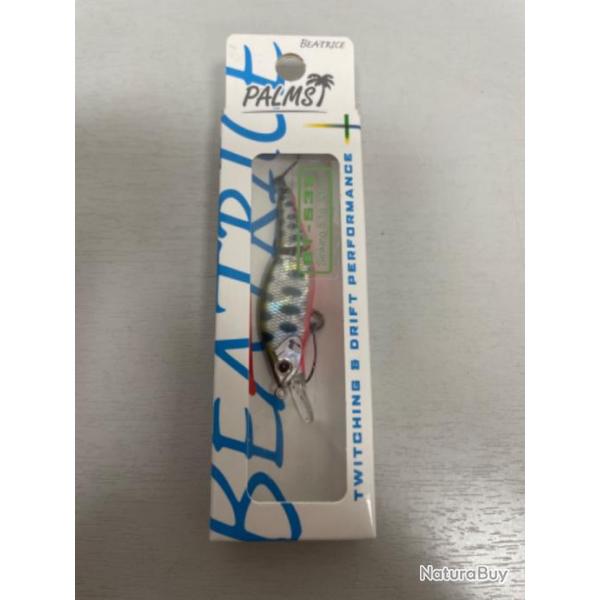 BEATRICE
PALMS
BEATRICE
TWITCHING & DRIFT PERFORMANCE
NaturaBuy